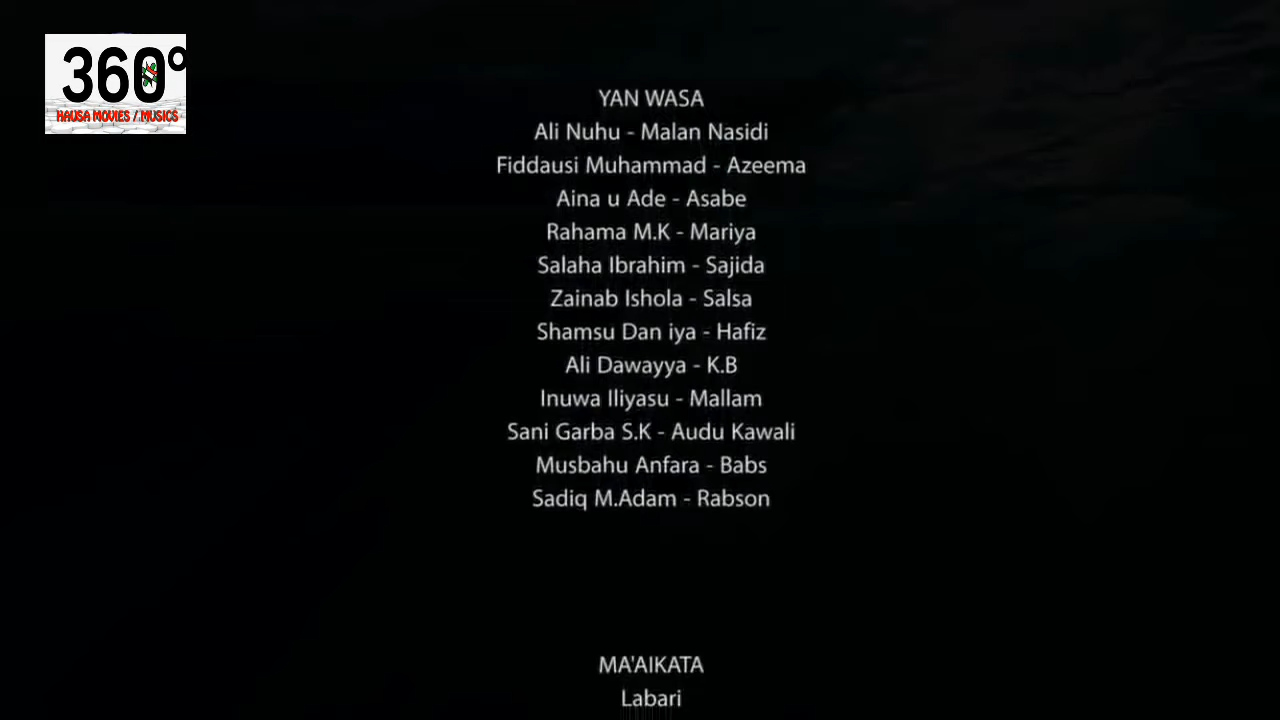 360°
HAUSA MOVIES / MUSICS
YAN WASA
Ali Nuhu - Malan Nasidi
Fiddausi Muhammad - Azeema
Aina u Ade - Asabe
Rahama M.K - Mariya
Salaha Ibrahim - Sajida
Zainab Ishola - Salsa
Shamsu Dan iya - Hafiz
Ali Dawayya - K.B
Inuwa Iliyasu - Mallam
Sani Garba S.K - Audu Kawali
Musbahu Anfara - Babs
Sadiq M.Adam - Rabson
MA'AIKATA
Labari